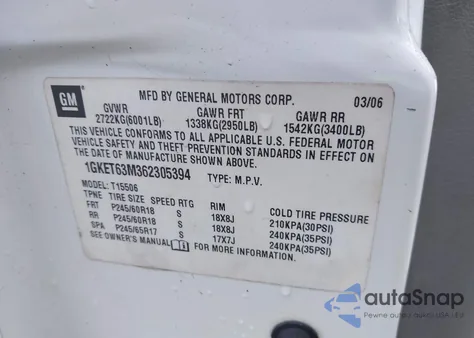 GM
MFD BY GENERAL MOTORS CORP. 03/06
GVWR GAWR FRT GAWR RR
2722KG(6001LB) 1338KG(2950LB) 1542KG(3400LB)
THIS VEHICLE CONFORMS TO ALL APPLICABLE U.S. FEDERAL MOTOR
VEHICLE SAFETY AND THEFT PREVENTION STANDARDS IN EFFECT ON
THE DATE OF MANUFACTURE SHOWN ABOVE.
1GKET63M362305394 TYPE: M.P.V.
MODEL: T15506
TPNE TIRE SIZE SPEED RTG RIM COLD TIRE PRESSURE
FRT P245/60R18 S 18X8J 210KPA(30PSI)
RR P245/60R18 S 18X8J 240KPA(35PSI)
SPA P245/65R17 S 17X7J 240KPA(35PSI)
SEE OWNER'S MANUAL FOR MORE INFORMATION
autoSnap
Pewne auto z USA